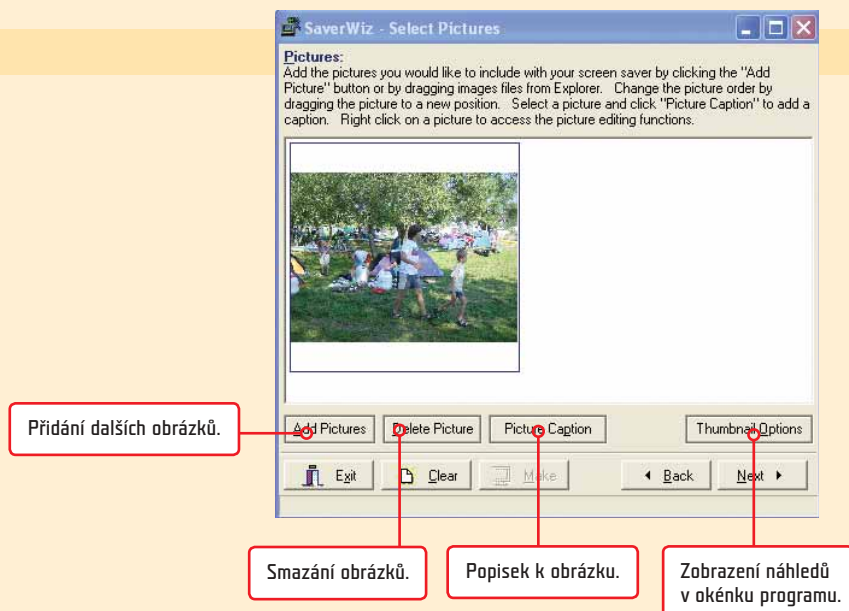 SaverWiz - Select Pictures
Pictures:
Add the pictures you would like to include with your screen saver by clicking the "Add
Picture" button or by dragging images files from Explorer. Change the picture order by
dragging the picture to a new position. Select a picture and click "Picture Caption" to add a
caption. Right click on a picture to access the picture editing functions.
Add Pictures
Delete Picture
Picture Caption
Thumbnail Options
Přidání dalších obrázků.
Exit
Clear
Make
Back
Next
Smazání obrázků.
Popisek k obrázku.
Zobrazení náhledů
v okénku programu.